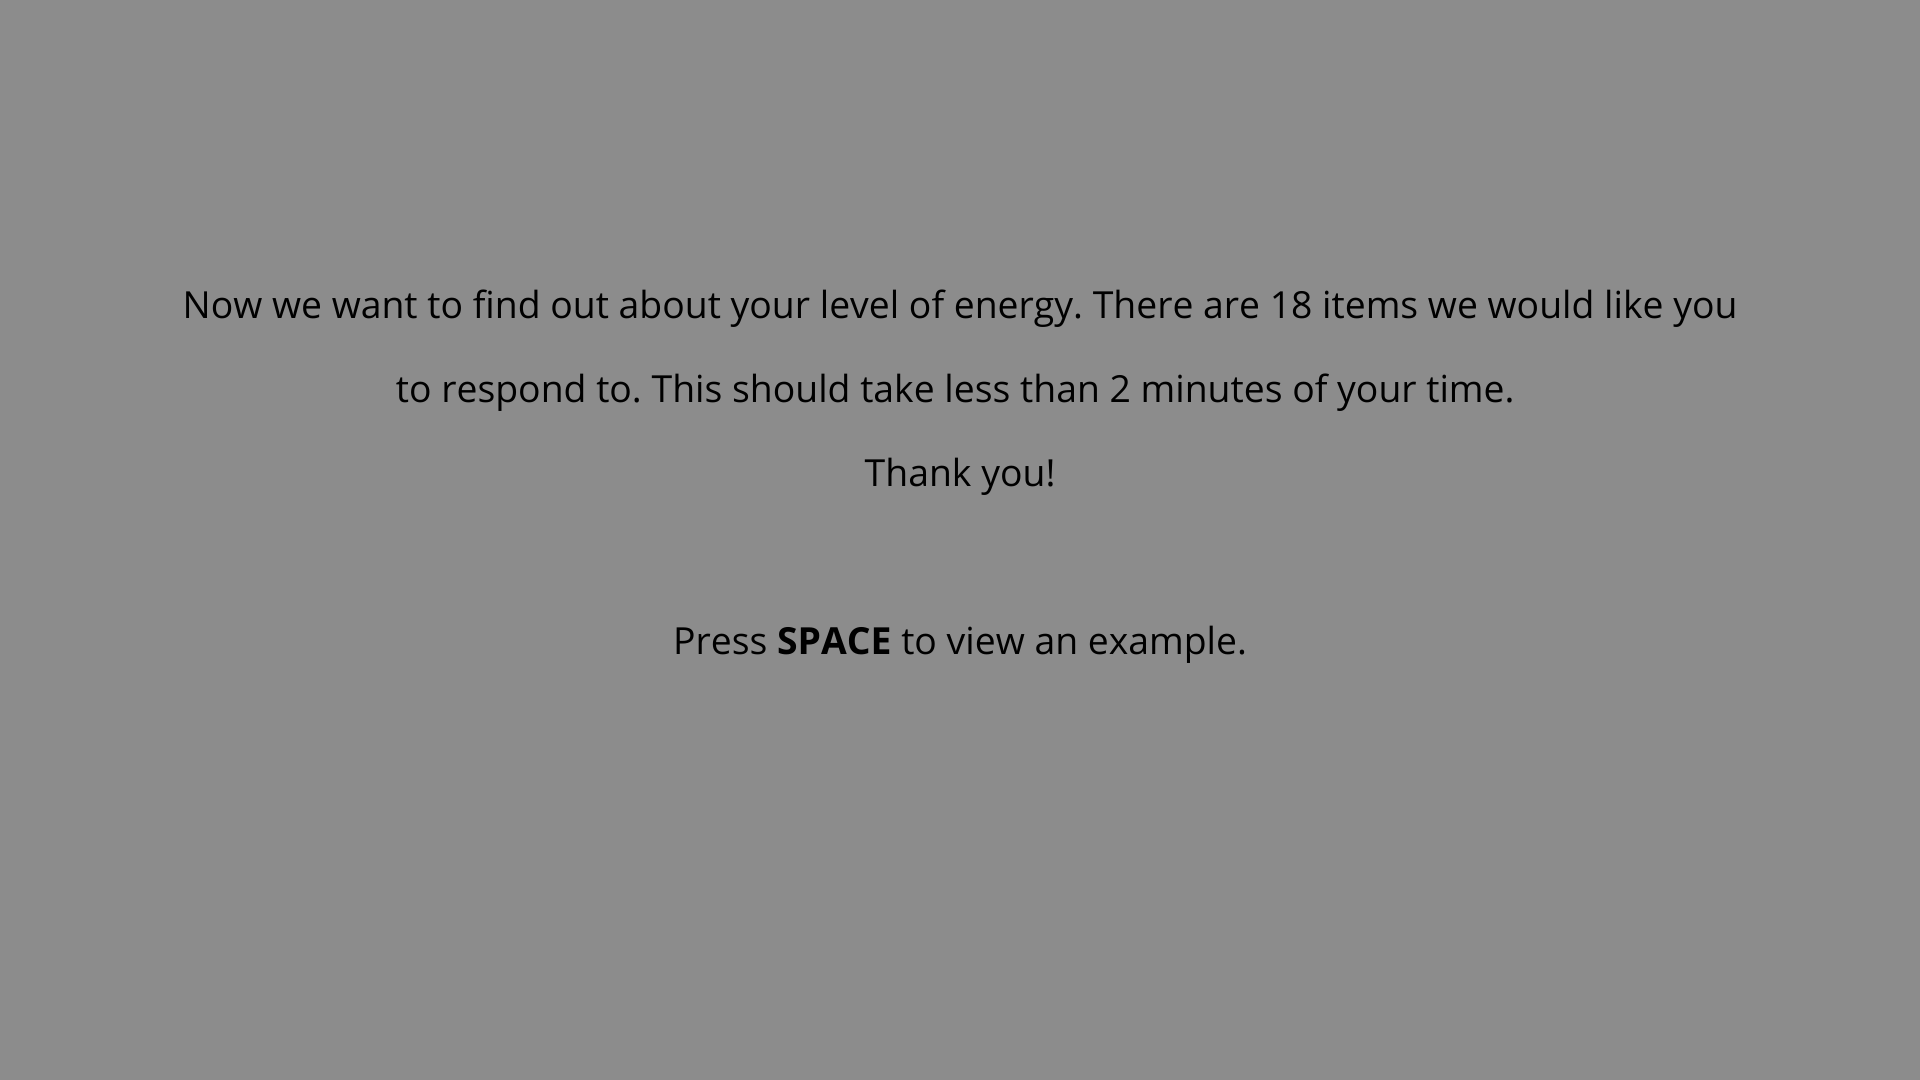 Now we want to find out about your level of energy. There are 18 items we would like you
to respond to. This should take less than 2 minutes of your time.
Thank you!
Press SPACE to view an example.